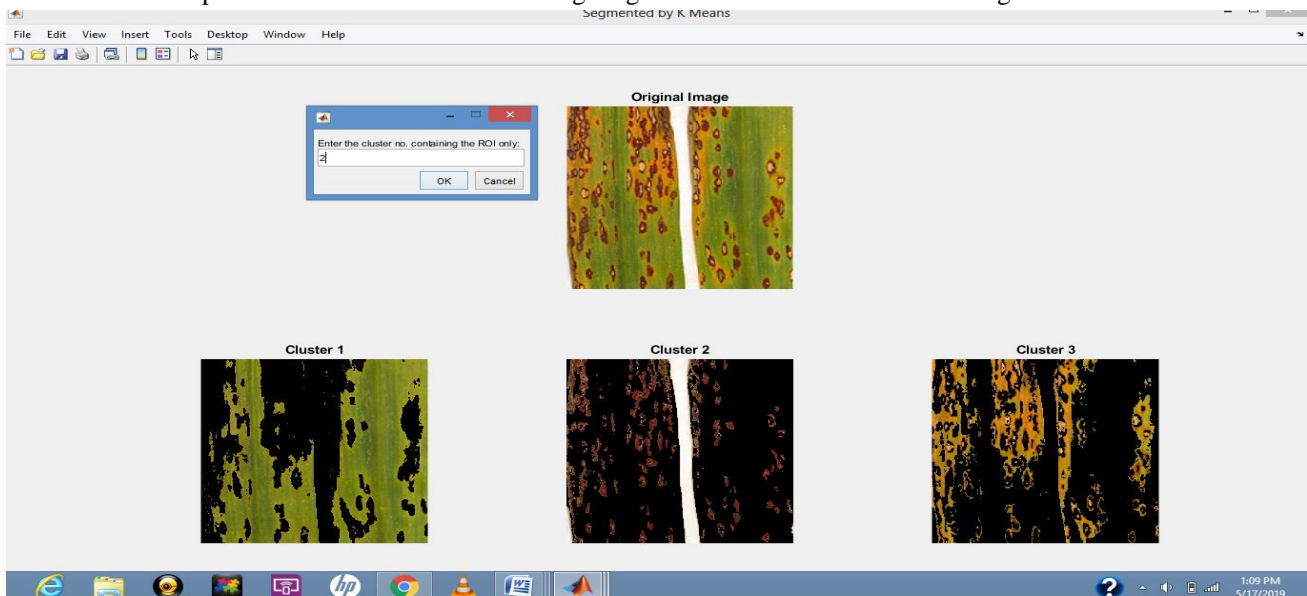 Segmented by K Means
File Edit View Insert Tools Desktop Window Help
Original Image
Enter the cluster no. containing the ROI only:
2
OK Cancel
Cluster 1 Cluster 2 Cluster 3
hp
?
1:09 PM
5/17/2019